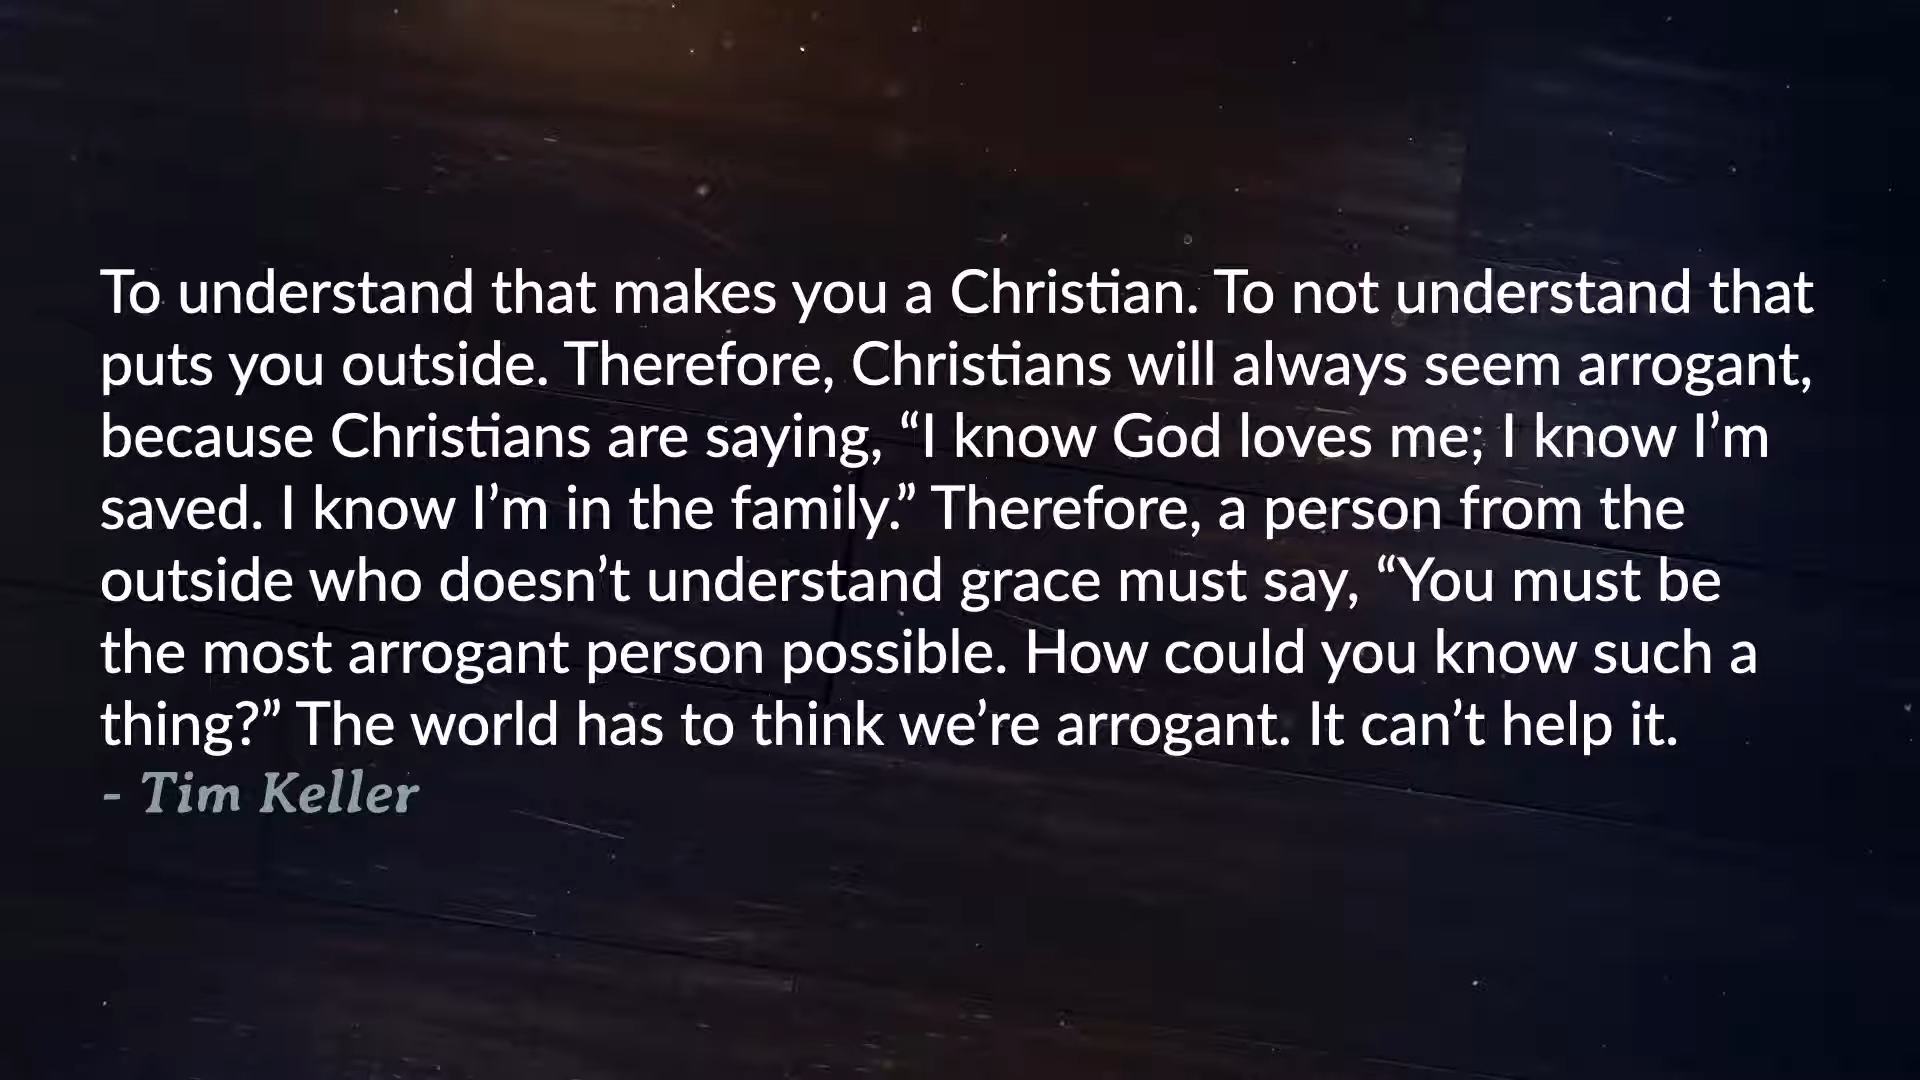 To understand that makes you a Christian. To not understand that
puts you outside. Therefore, Christians will always seem arrogant,
because Christians are saying, “I know God loves me; I know I’m
saved. I know I’m in the family.” Therefore, a person from the
outside who doesn’t understand grace must say, “You must be
the most arrogant person possible. How could you know such a
thing?” The world has to think we’re arrogant. It can’t help it.
- Tim Keller